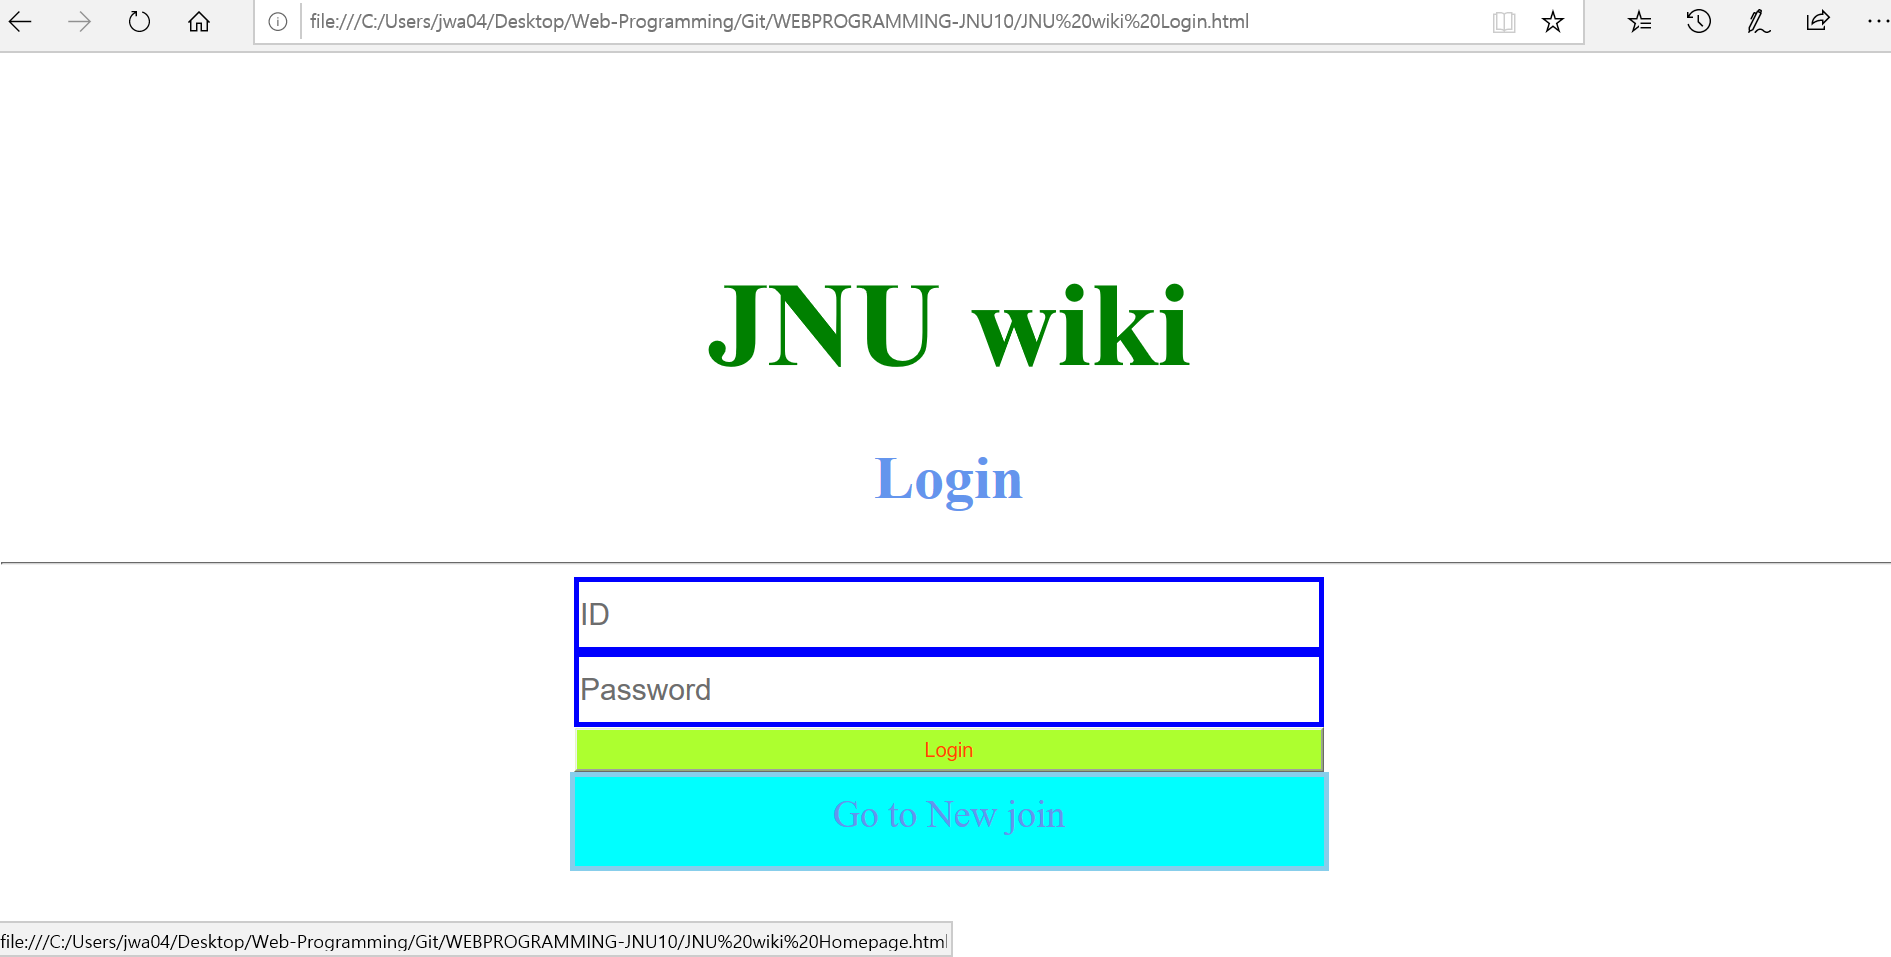 file:///C:/Users/jwa04/Desktop/Web-Programming/Git/WEBPROGRAMMING-JNU10/JNU%20wiki%20Login.html
JNU wiki
Login
ID
Password
Login
Go to New join
file:///C:/Users/jwa04/Desktop/Web-Programming/Git/WEBPROGRAMMING-JNU10/JNU%20wiki%20Homepage.html